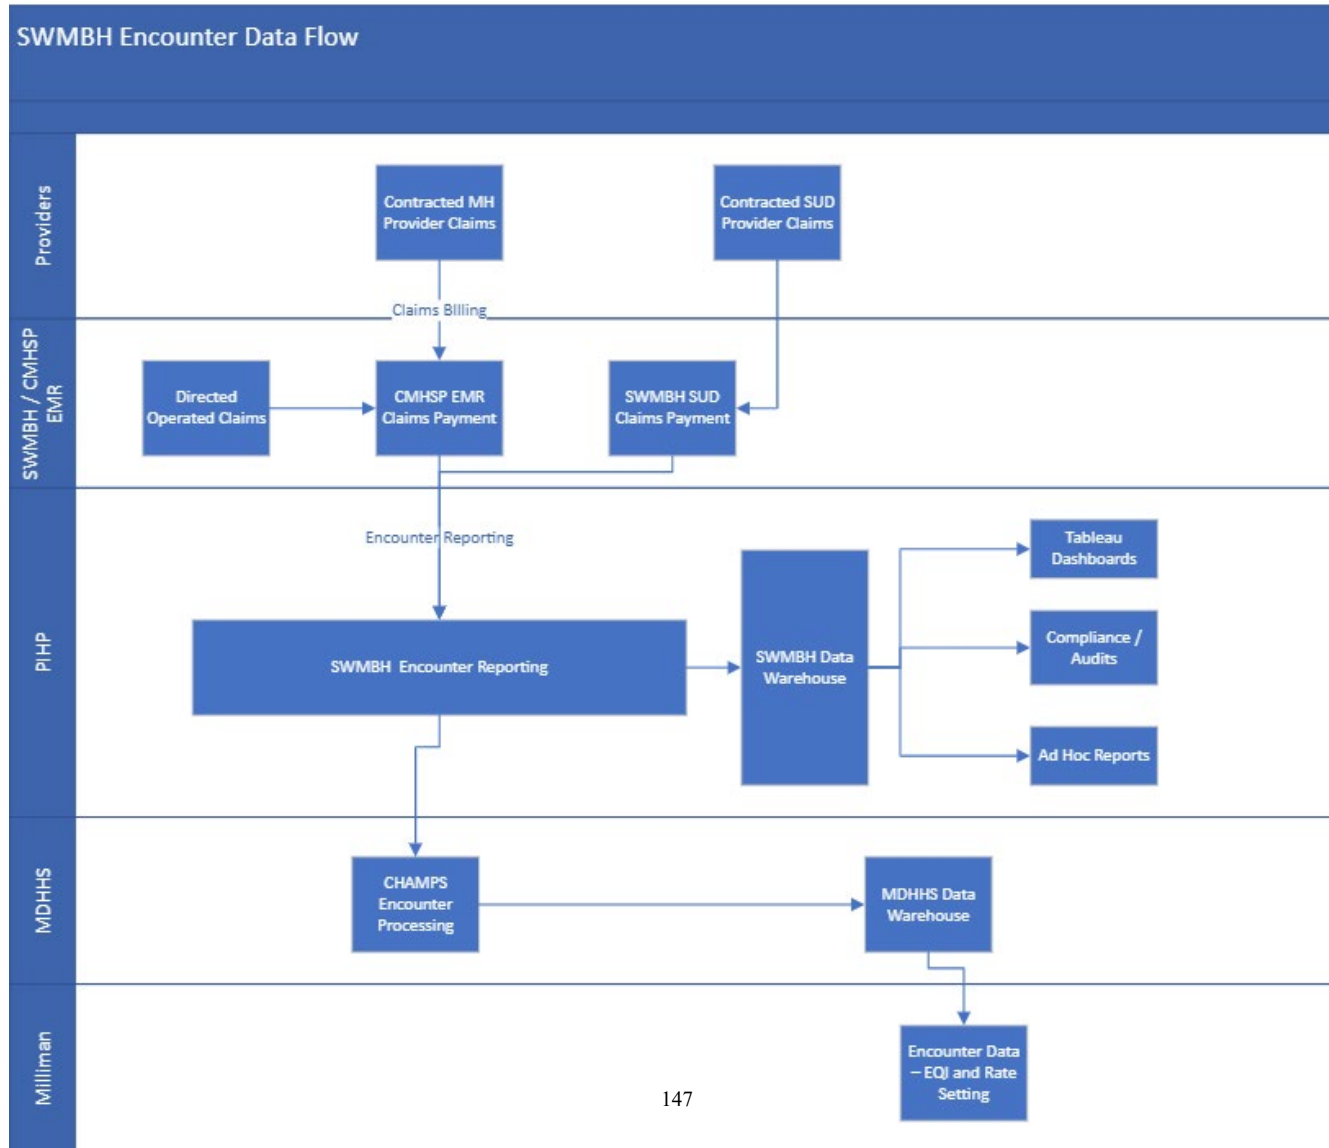 SWMBH Encounter Data Flow
Providers
Contracted MH
Provider Claims
Contracted SUD
Provider Claims
Claims BIlling
SWMBH / CMHSP
EMR
Directed
Operated Claims
CMHSP EMR
Claims Payment
SWMBH SUD
Claims Payment
PIHP
Encounter Reporting
SWMBH Encounter Reporting
SWMBH Data
Warehouse
Tableau
Dashboards
Compliance /
Audits
Ad Hoc Reports
MDHHS
CHAMPS
Encounter
Processing
MDHHS Data
Warehouse
Milliman
Encounter Data
– EQI and Rate
Setting
147